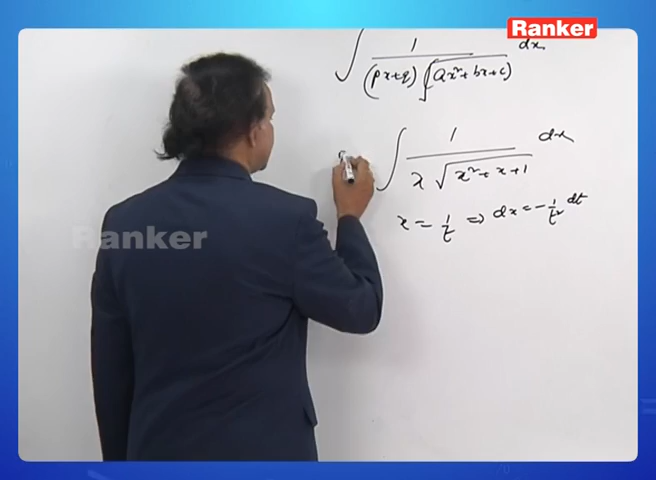 Ranker
∫ 1 / ((px+q) √(ax²+bx+c)) dx
∫ 1 / (x √(x²+x+1)) dx
x = 1/t ⇒ dx = -1/t² dt
Ranker